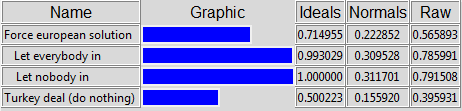 Name Graphic Ideals Normals Raw
Force european solution 0.714955 0.222852 0.565893
Let everybody in 0.993029 0.309528 0.785991
Let nobody in 1.000000 0.311701 0.791508
Turkey deal (do nothing) 0.500223 0.155920 0.395931